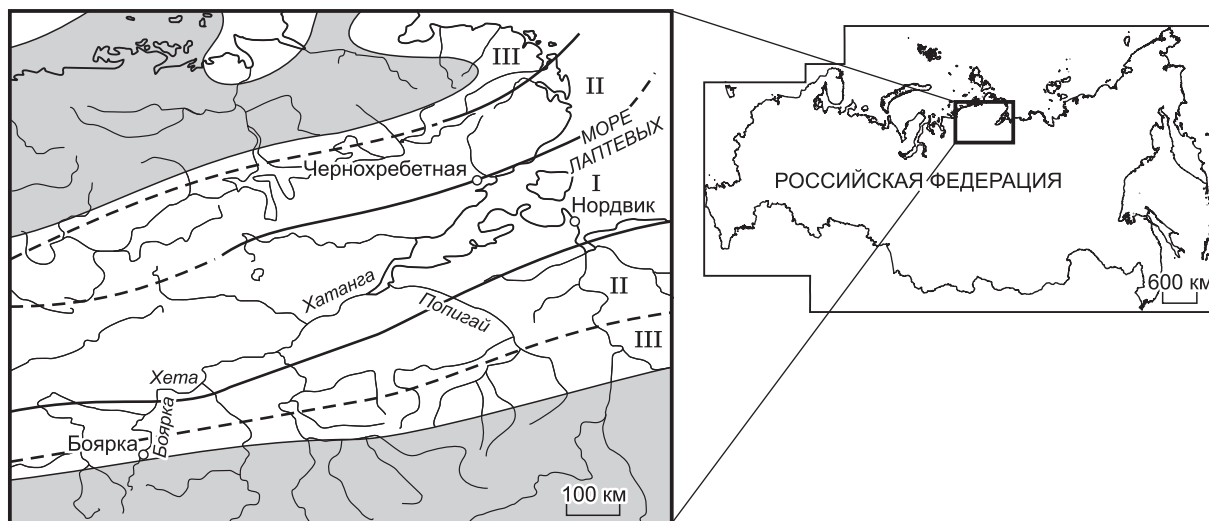 III
II
МОРЕ
ЛАПТЕВЫХ
Чернохребетная
I
Нордвик
Хатанга
Попигай
II
III
Хета
Боярка
Боярка
100 км
РОССИЙСКАЯ ФЕДЕРАЦИЯ
600 км